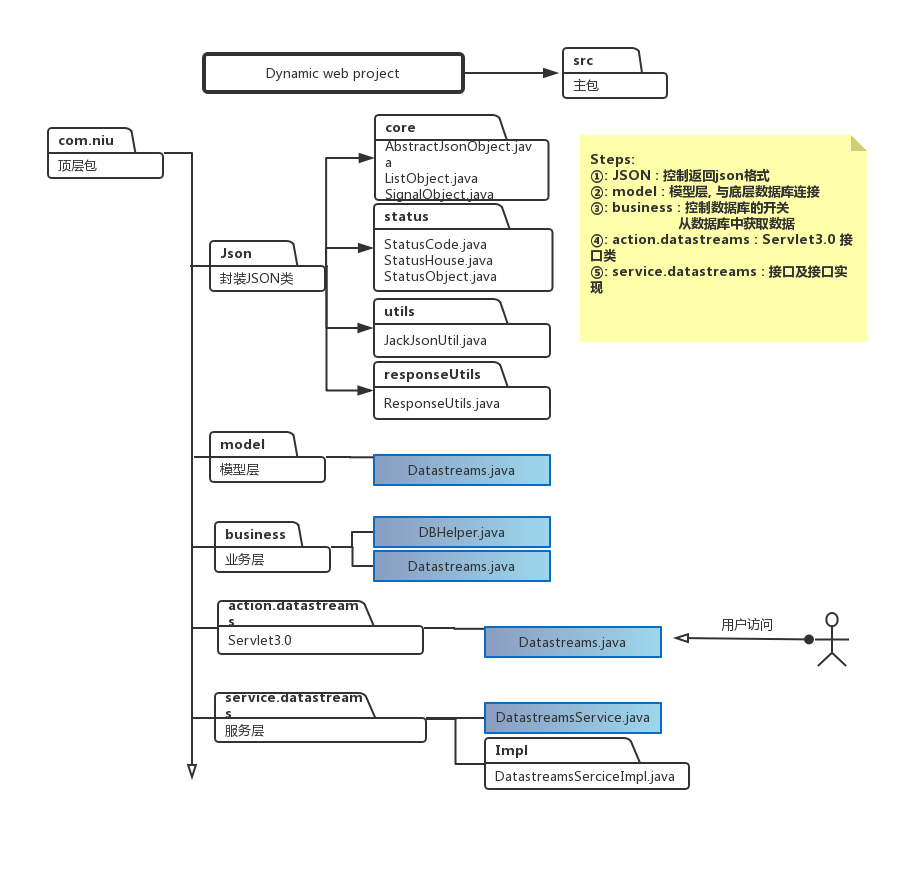 Dynamic web project
src
主包
com.niu
顶层包
core
AbstractJsonObject.jav
a
ListObject.java
SignalObject.java
Steps:
①: JSON : 控制返回json格式
②: model : 模型层, 与底层数据库连接
③: business : 控制数据库的开关
从数据库中获取数据
④: action.datastreams : Servlet3.0 接
口类
⑤: service.datastreams : 接口及接口实
现
status
StatusCode.java
StatusHouse.java
StatusObject.java
Json
封装JSON类
utils
JackJsonUtil.java
responseUtils
ResponseUtils.java
model
模型层
Datastreams.java
business
业务层
DBHelper.java
Datastreams.java
action.datastream
s
Servlet3.0
Datastreams.java
用户访问
service.datastream
s
服务层
DatastreamsService.java
Impl
DatastreamsSerciceImpl.java